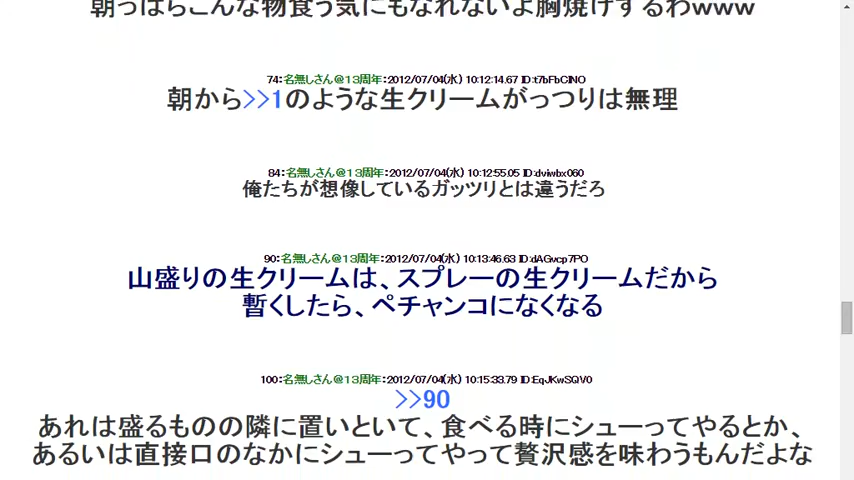 朝っぱらこんな物食う気にもなれないよ胸焼けするわwww
74：名無しさん＠１３周年：2012/07/04(水) 10:12:14.67 ID:t7bFbClNO
朝から>>1のような生クリームがっつりは無理
84：名無しさん＠１３周年：2012/07/04(水) 10:12:55.05 ID:dviwbx060
俺たちが想像しているガッツリとは違うだろ
90：名無しさん＠１３周年：2012/07/04(水) 10:13:46.63 ID:dAGvcp7P0
山盛りの生クリームは、スプレーの生クリームだから
暫くしたら、ペチャンコになくなる
100：名無しさん＠１３周年：2012/07/04(水) 10:15:33.79 ID:EqJKwSQV0
>>90
あれは盛るものの隣に置いといて、食べる時にシューってやるとか、
あるいは直接口のなかにシューってやって贅沢感を味わうもんだよな